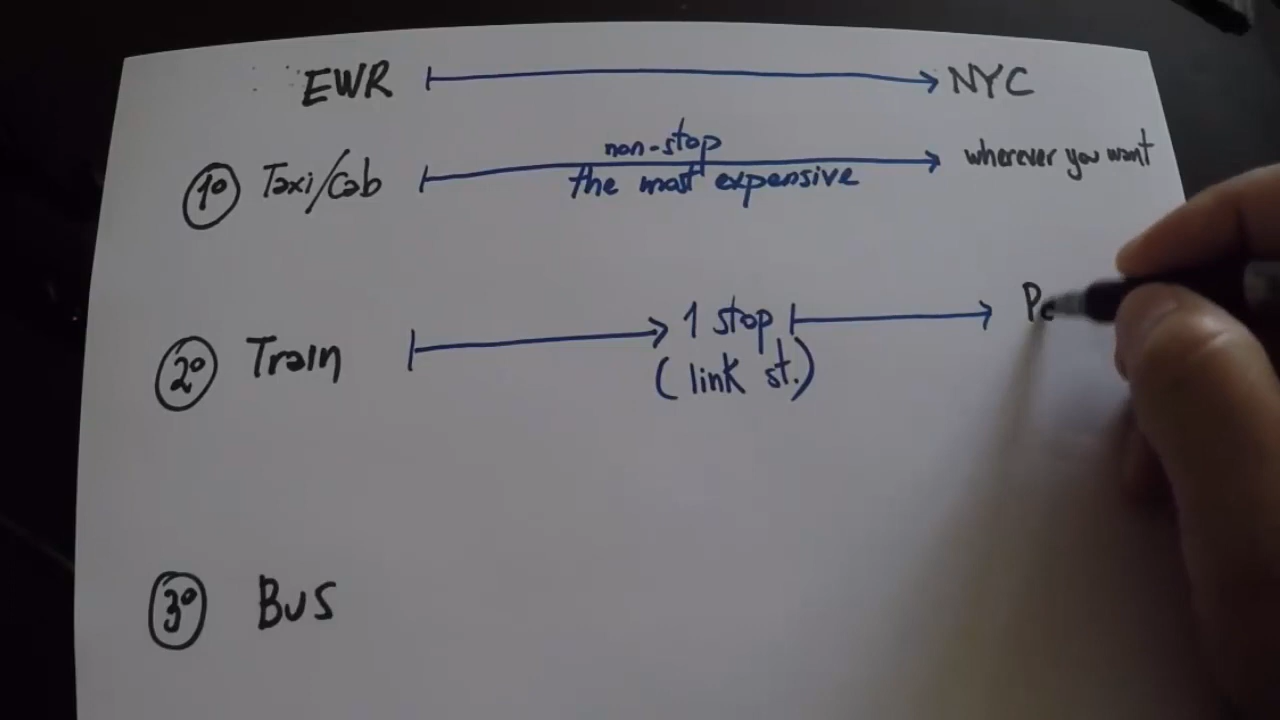 EWR NYC
non-stop
1º Taxi/Cab the most expensive wherever you want
2º Train 1 stop Pe
(link st.)
3º Bus